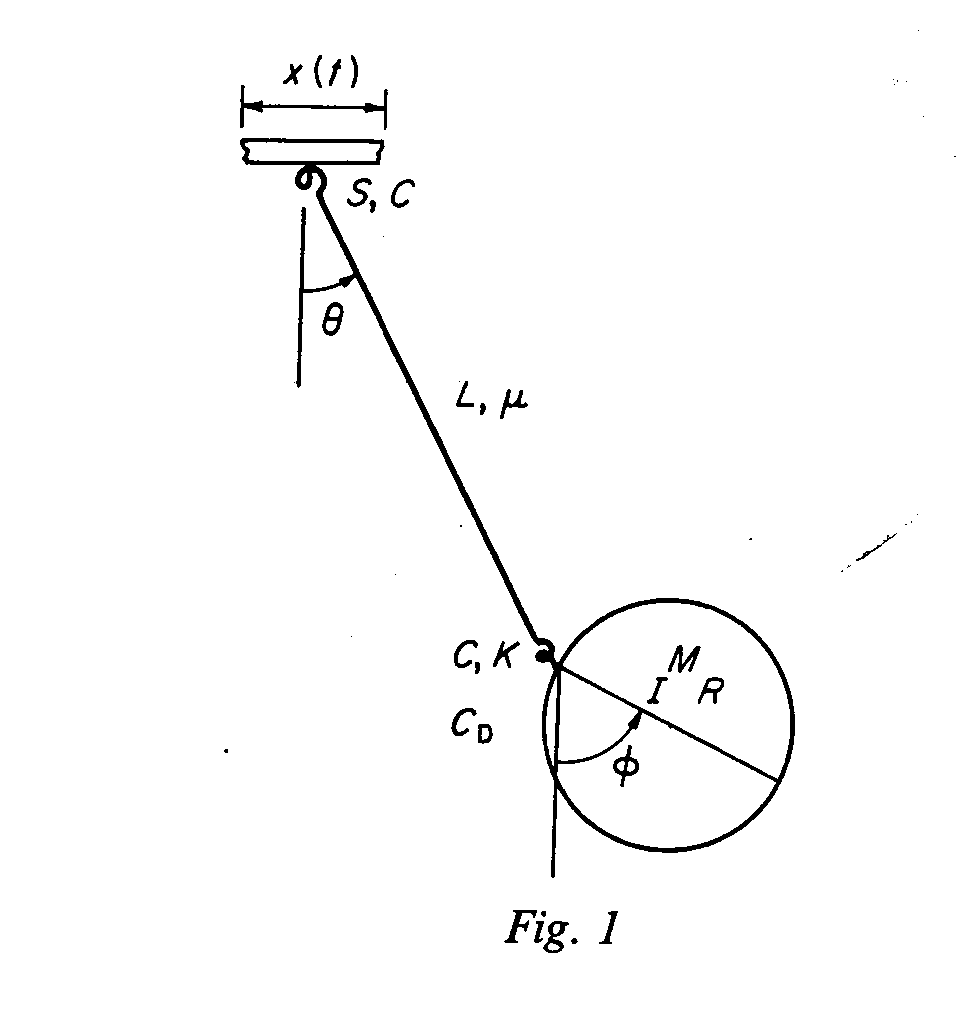 x(t)
S, C
θ
L, μ
C, K
M
I R
C_D
ϕ
Fig. 1